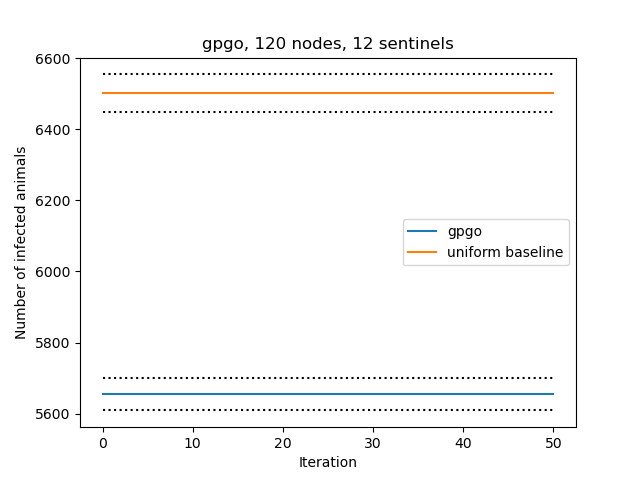 gpgo, 120 nodes, 12 sentinels
6600
6400
6200
6000
5800
5600
Number of infected animals
gpgo
uniform baseline
0 10 20 30 40 50
Iteration